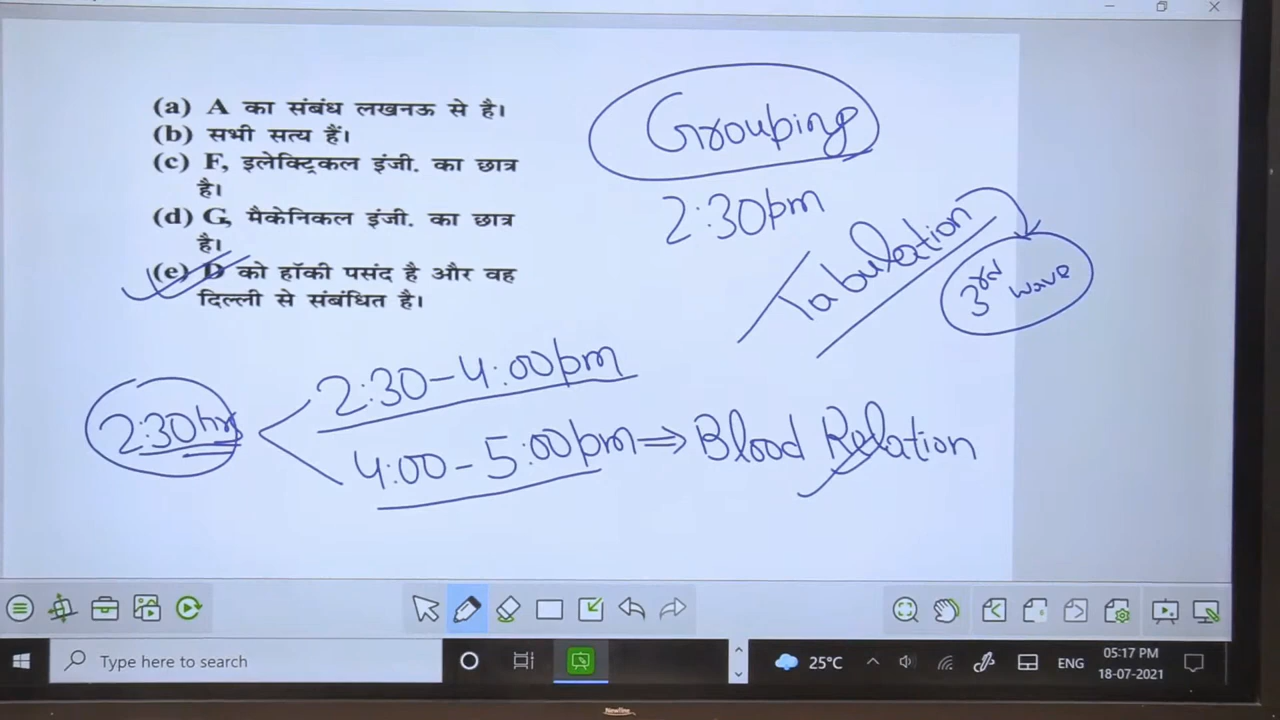 (a) A का संबंध लखनऊ से है।
(b) सभी सत्य हैं।
(c) F, इलेक्ट्रिकल इंजी. का छात्र
है।
(d) G, मैकेनिकल इंजी. का छात्र
है।
(e) D को हॉकी पसंद है और वह
दिल्ली से संबंधित है।
Grouping
2:30pm
Tabulation
3rd wave
2:30hr
2:30-4:00pm
4:00-5:00pm⇒Blood Relation
Type here to search
25°C
ENG
05:17 PM
18-07-2021
Newline